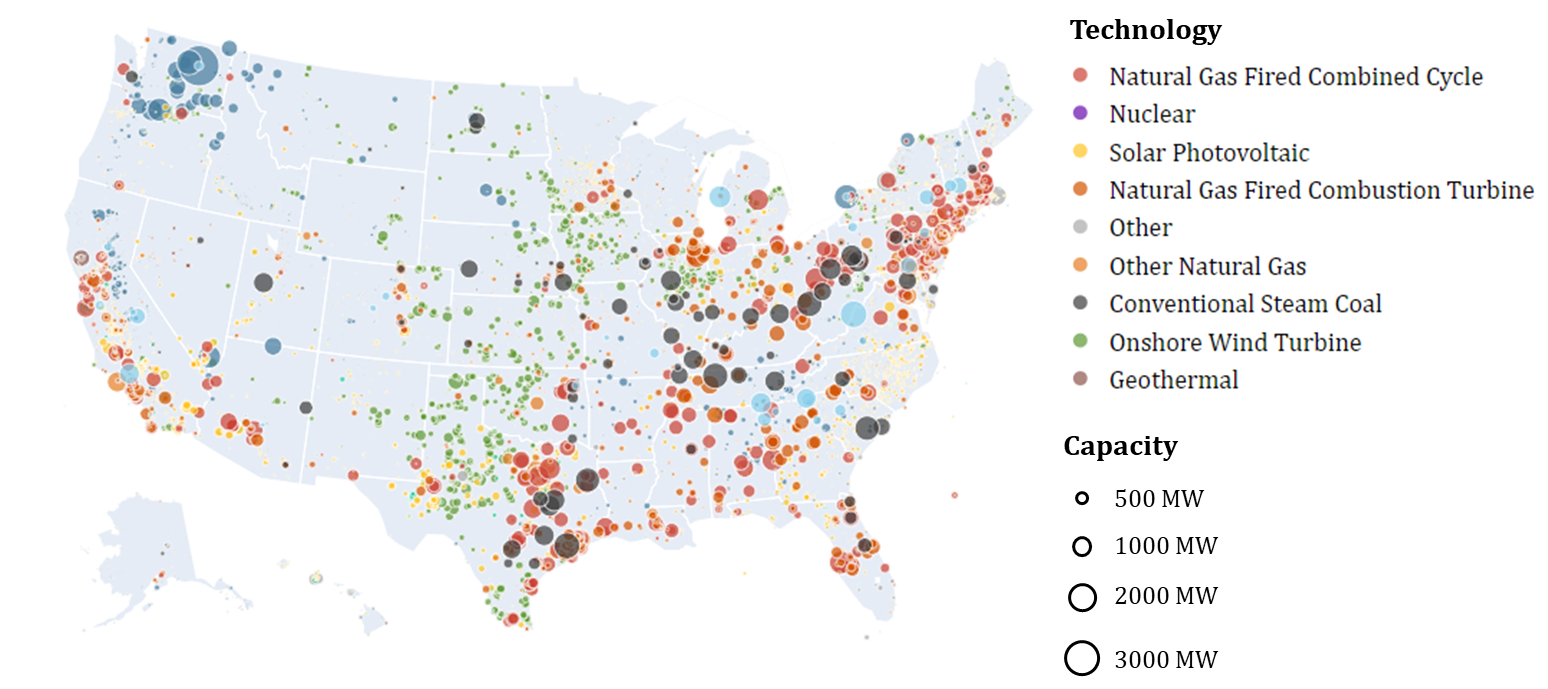 Technology
Natural Gas Fired Combined Cycle
Nuclear
Solar Photovoltaic
Natural Gas Fired Combustion Turbine
Other
Other Natural Gas
Conventional Steam Coal
Onshore Wind Turbine
Geothermal
Capacity
500 MW
1000 MW
2000 MW
3000 MW